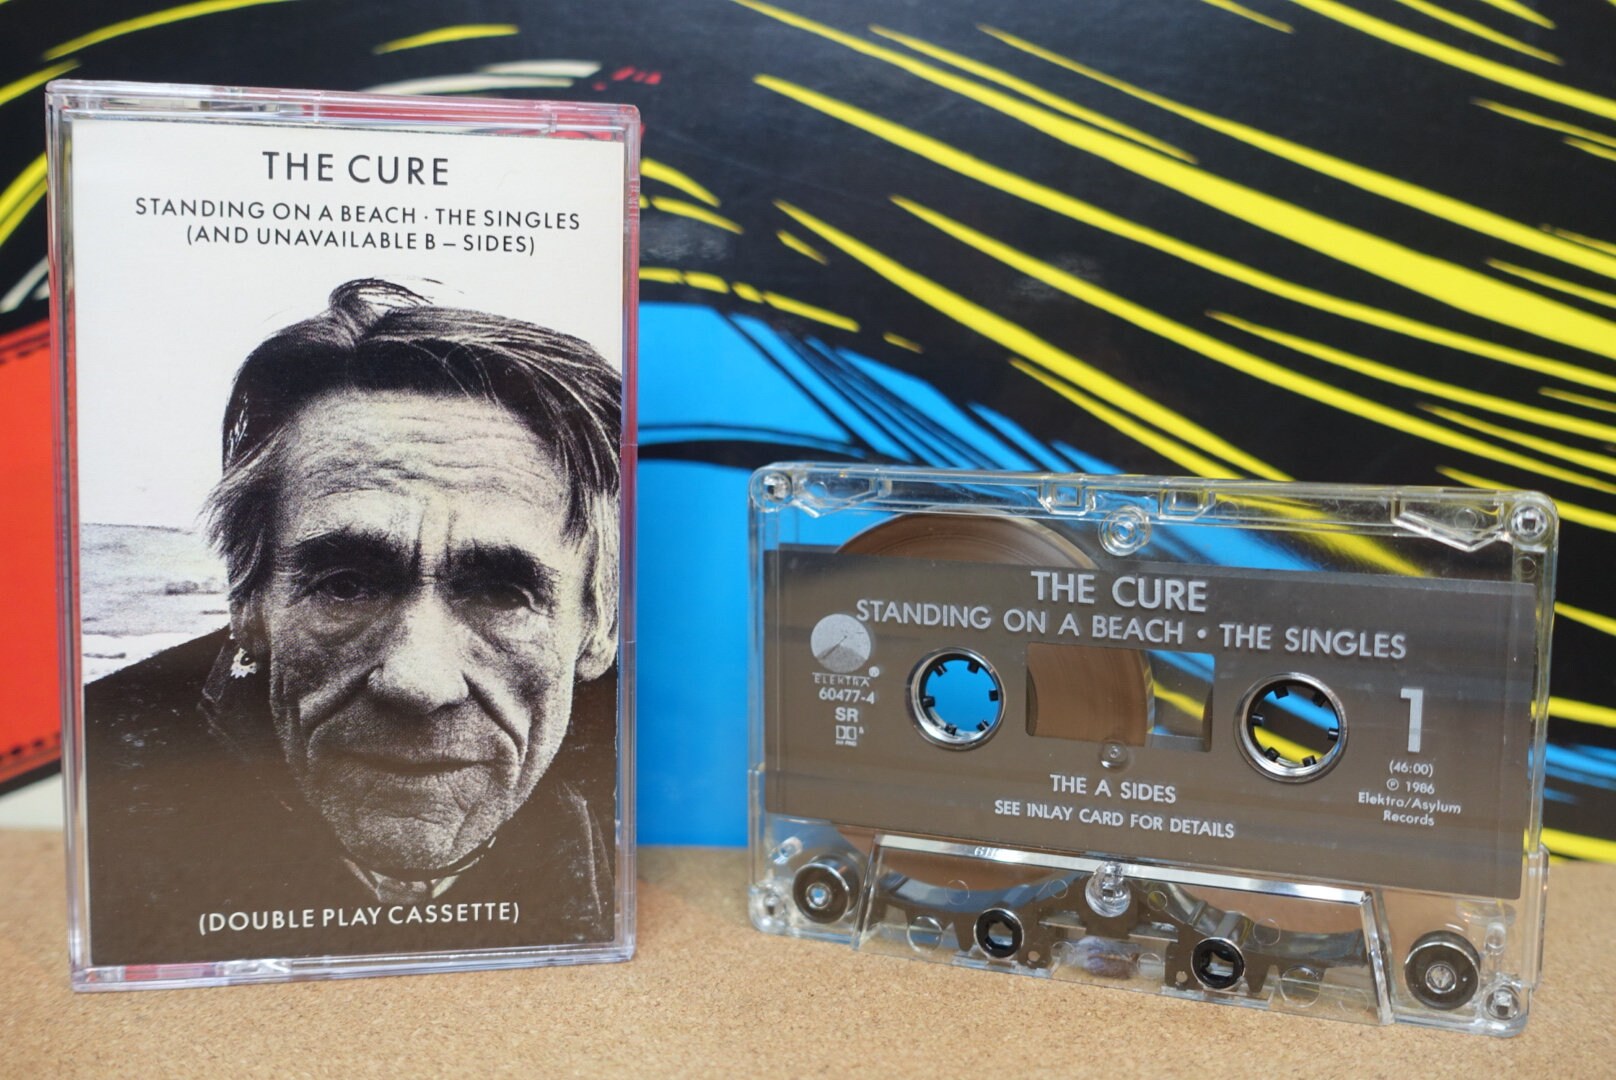 THE CURE
STANDING ON A BEACH · THE SINGLES
(AND UNAVAILABLE B – SIDES)
(DOUBLE PLAY CASSETTE)
THE CURE
STANDING ON A BEACH • THE SINGLES
ELEKTRA®
60477-4
SR
1
(46:00)
℗ 1986
Elektra/Asylum
Records
THE A SIDES
SEE INLAY CARD FOR DETAILS